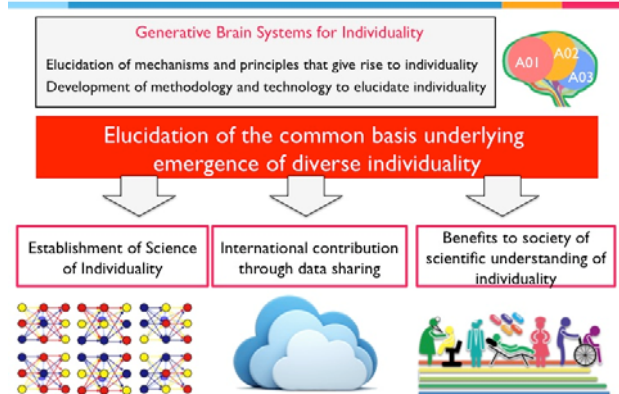 Generative Brain Systems for Individuality
Elucidation of mechanisms and principles that give rise to individuality
Development of methodology and technology to elucidate individuality
A01
A02
A03
Elucidation of the common basis underlying
emergence of diverse individuality
Establishment of Science
of Individuality
International contribution
through data sharing
Benefits to society of
scientific understanding of
individuality